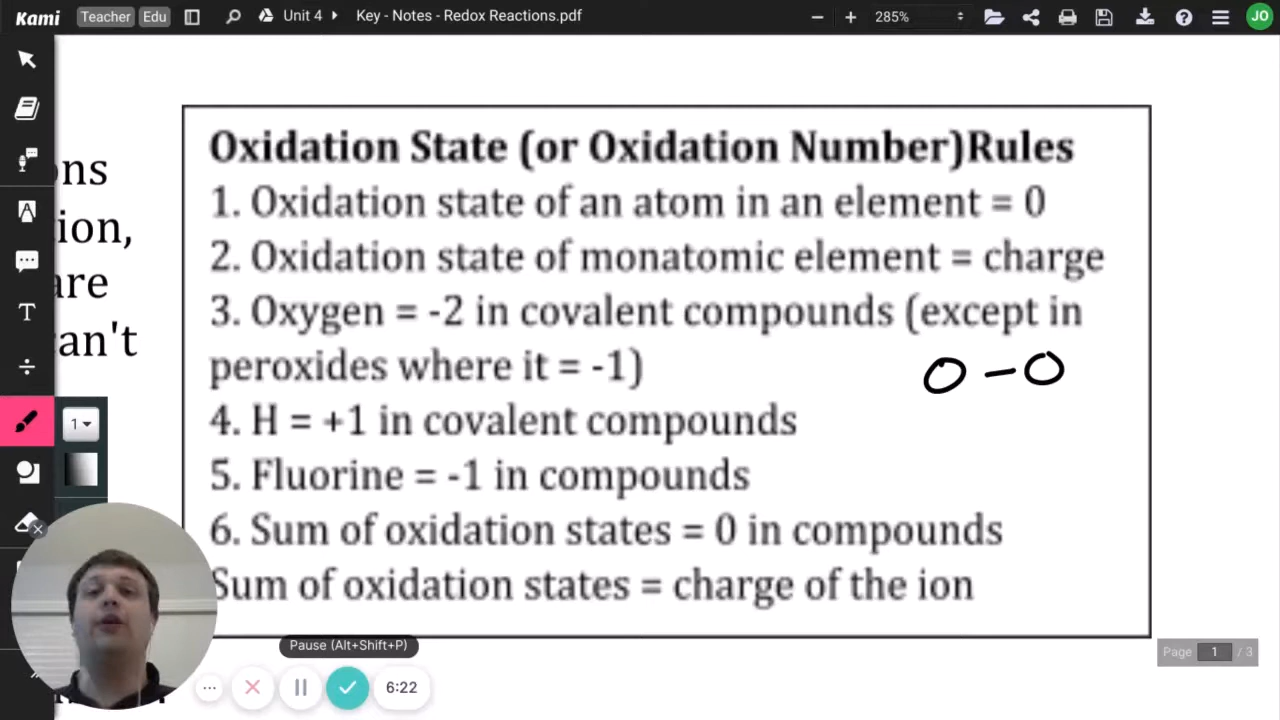 Kami Teacher Edu Unit 4 Key - Notes - Redox Reactions.pdf 285% JO
ons
ion,
are
can't
Oxidation State (or Oxidation Number)Rules
1. Oxidation state of an atom in an element = 0
2. Oxidation state of monatomic element = charge
3. Oxygen = -2 in covalent compounds (except in
peroxides where it = -1)
O - O
4. H = +1 in covalent compounds
5. Fluorine = -1 in compounds
6. Sum of oxidation states = 0 in compounds
Sum of oxidation states = charge of the ion
1
Pause (Alt+Shift+P)
6:22
Page 1 / 3